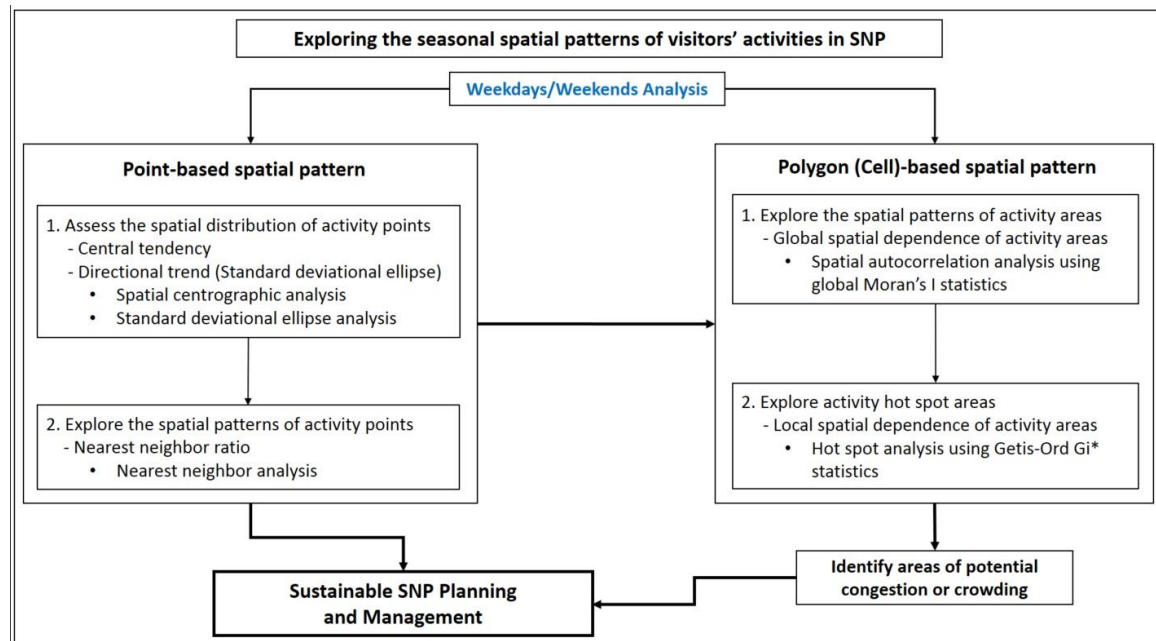 Exploring the seasonal spatial patterns of visitors’ activities in SNP
Weekdays/Weekends Analysis
Point-based spatial pattern
1. Assess the spatial distribution of activity points
- Central tendency
- Directional trend (Standard deviational ellipse)
• Spatial centrographic analysis
• Standard deviational ellipse analysis
2. Explore the spatial patterns of activity points
- Nearest neighbor ratio
• Nearest neighbor analysis
Polygon (Cell)-based spatial pattern
1. Explore the spatial patterns of activity areas
- Global spatial dependence of activity areas
• Spatial autocorrelation analysis using
global Moran’s I statistics
2. Explore activity hot spot areas
- Local spatial dependence of activity areas
• Hot spot analysis using Getis-Ord Gi*
statistics
Identify areas of potential
congestion or crowding
Sustainable SNP Planning
and Management